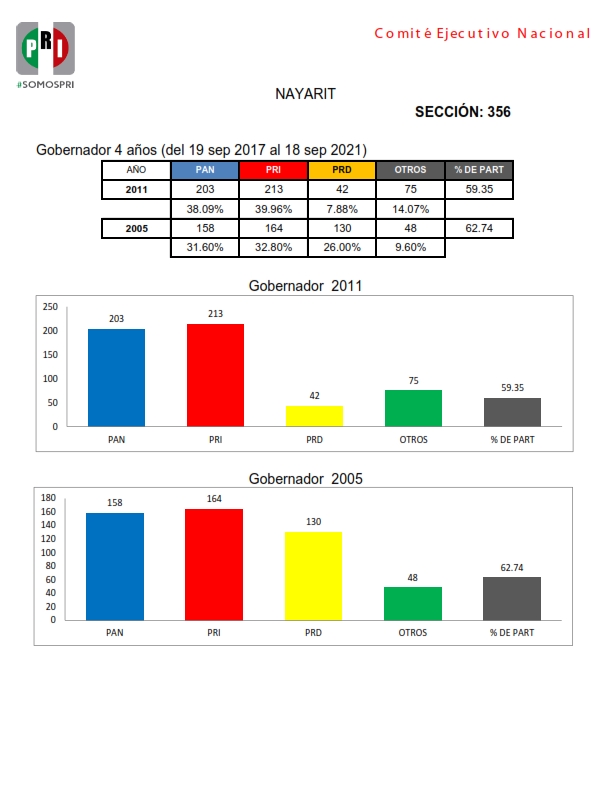 Comité Ejecutivo Nacional
PRI
#SOMOSPRI
NAYARIT
SECCIÓN: 356
Gobernador 4 años (del 19 sep 2017 al 18 sep 2021)
AÑO PAN PRI PRD OTROS % DE PART
2011 203 213 42 75 59.35
38.09% 39.96% 7.88% 14.07%
2005 158 164 130 48 62.74
31.60% 32.80% 26.00% 9.60%
Gobernador 2011
250
200
150
100
50
0
203 213 42 75 59.35
PAN PRI PRD OTROS % DE PART
Gobernador 2005
180
160
140
120
100
80
60
40
20
0
158 164 130 48 62.74
PAN PRI PRD OTROS % DE PART